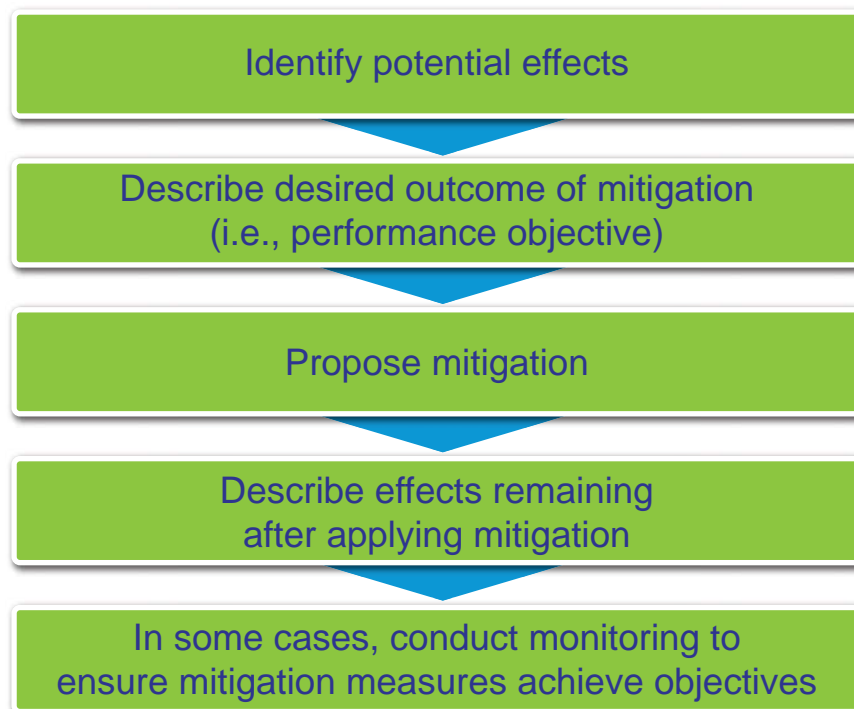 Identify potential effects
Describe desired outcome of mitigation
(i.e., performance objective)
Propose mitigation
Describe effects remaining
after applying mitigation
In some cases, conduct monitoring to
ensure mitigation measures achieve objectives